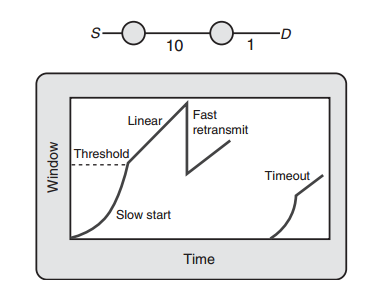 S
D
10
1
Linear
Fast
retransmit
Threshold
Timeout
Slow start
Window
Time